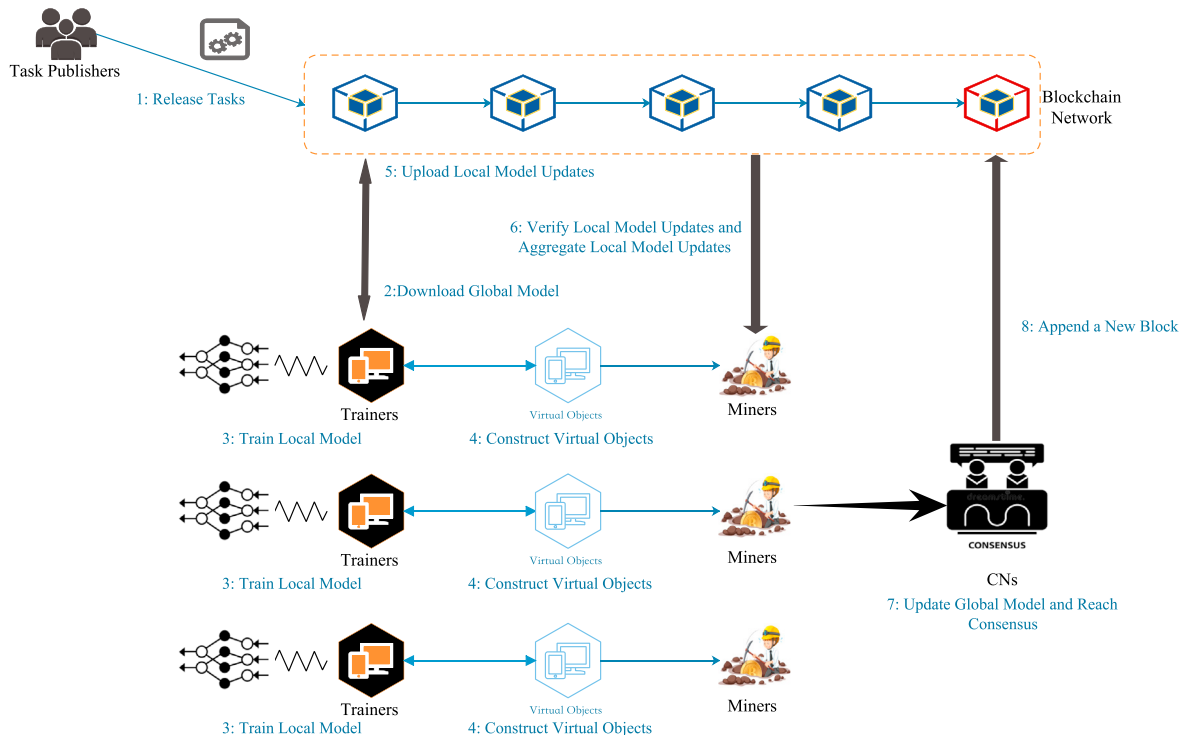 Task Publishers
1: Release Tasks
Blockchain
Network
5: Upload Local Model Updates
6: Verify Local Model Updates and
Aggregate Local Model Updates
2:Download Global Model
8: Append a New Block
Trainers
Virtual Objects
Miners
3: Train Local Model
4: Construct Virtual Objects
dreamstime.
CONSENSUS
Trainers
Virtual Objects
Miners
3: Train Local Model
4: Construct Virtual Objects
CNs
7: Update Global Model and Reach
Consensus
Trainers
Virtual Objects
Miners
3: Train Local Model
4: Construct Virtual Objects